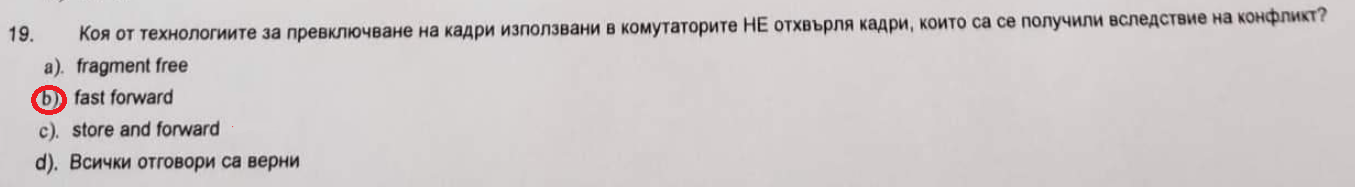 19. Коя от технологиите за превключване на кадри използвани в комутаторите НЕ отхвърля кадри, които са се получили вследствие на конфликт?
a). fragment free
b). fast forward
c). store and forward
d). Всички отговори са верни